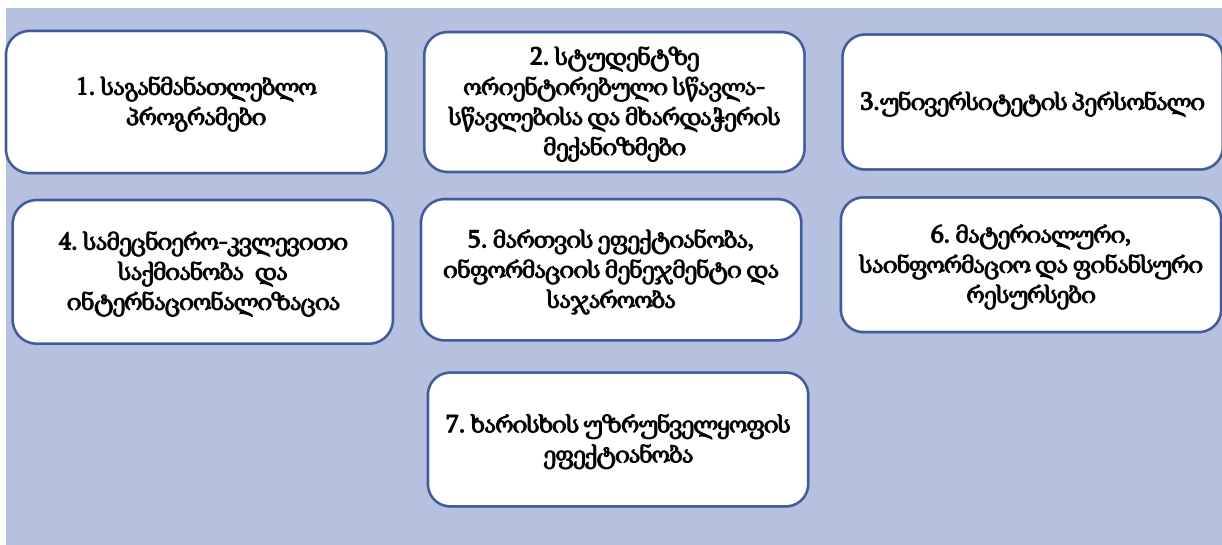 1. საგანმანათლებლო
პროგრამები
2. სტუდენტზე
ორიენტირებული სწავლა-
სწავლებისა და მხარდაჭერის
მექანიზმები
3.უნივერსიტეტის პერსონალი
4. სამეცნიერო-კვლევითი
საქმიანობა და
ინტერნაციონალიზაცია
5. მართვის ეფექტიანობა,
ინფორმაციის მენეჯმენტი და
საჯაროობა
6. მატერიალური,
საინფორმაციო და ფინანსური
რესურსები
7. ხარისხის უზრუნველყოფის
ეფექტიანობა